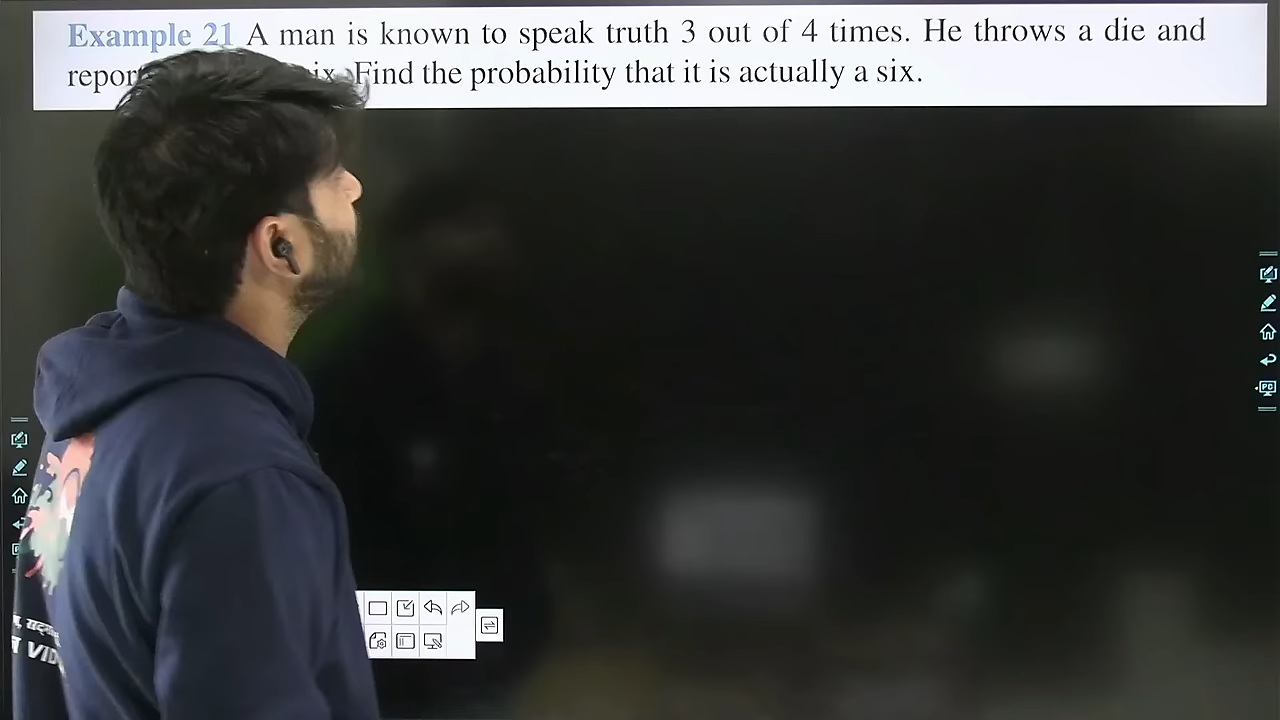 Example 21 A man is known to speak truth 3 out of 4 times. He throws a die and
Find the probability that it is actually a six.
PC